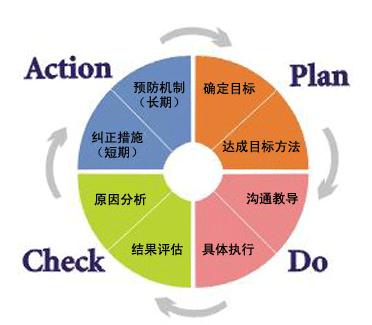 Action
Plan
预防机制
（长期）
确定目标
纠正措施
（短期）
达成目标方法
原因分析
沟通教导
结果评估
具体执行
Check
Do